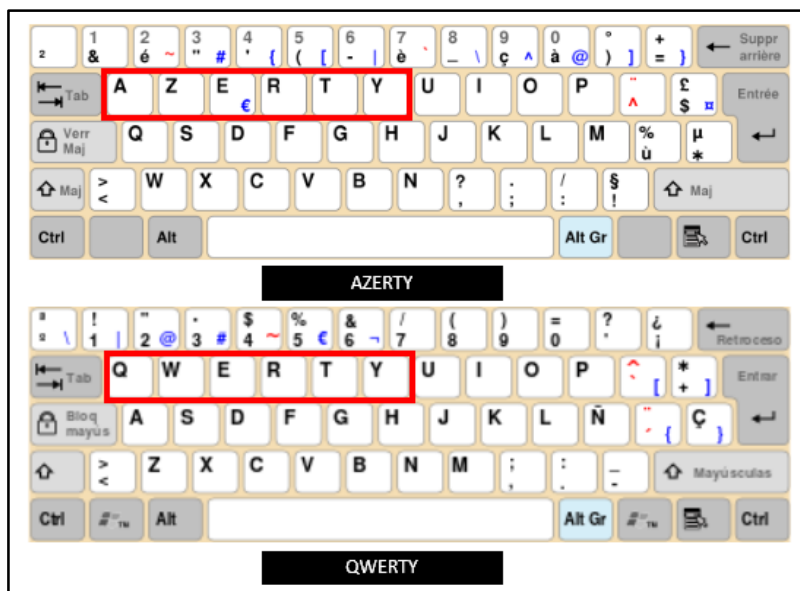 1 2 3 4 5 6 7 8 9 0 ° + Suppr
² & é ~ " # ' { ( [ - | è ` _ \ ç ^ à @ ) ] = } arrière
Tab A Z E € R T Y U I O P ¨ ^ £ $ ¤ Entrée
Verr Maj Q S D F G H J K L M % ù µ *
Maj > < W X C V B N ? , . ; / : § ! Maj
Ctrl Alt Alt Gr Ctrl
AZERTY
ª ! " · $ % & / ( ) = ? ¿
º \ 1 | 2 @ 3 # 4 ~ 5 € 6 ¬ 7 8 9 0 ' ¡ Retroceso
Tab Q W E R T Y U I O P ^ ` [ * + ] Entrar
Bloq mayús A S D F G H J K L Ñ ¨ ´ { Ç }
> < Z X C V B N M ; , : . _ - Mayúsculas
Ctrl TM Alt Alt Gr TM Ctrl
QWERTY